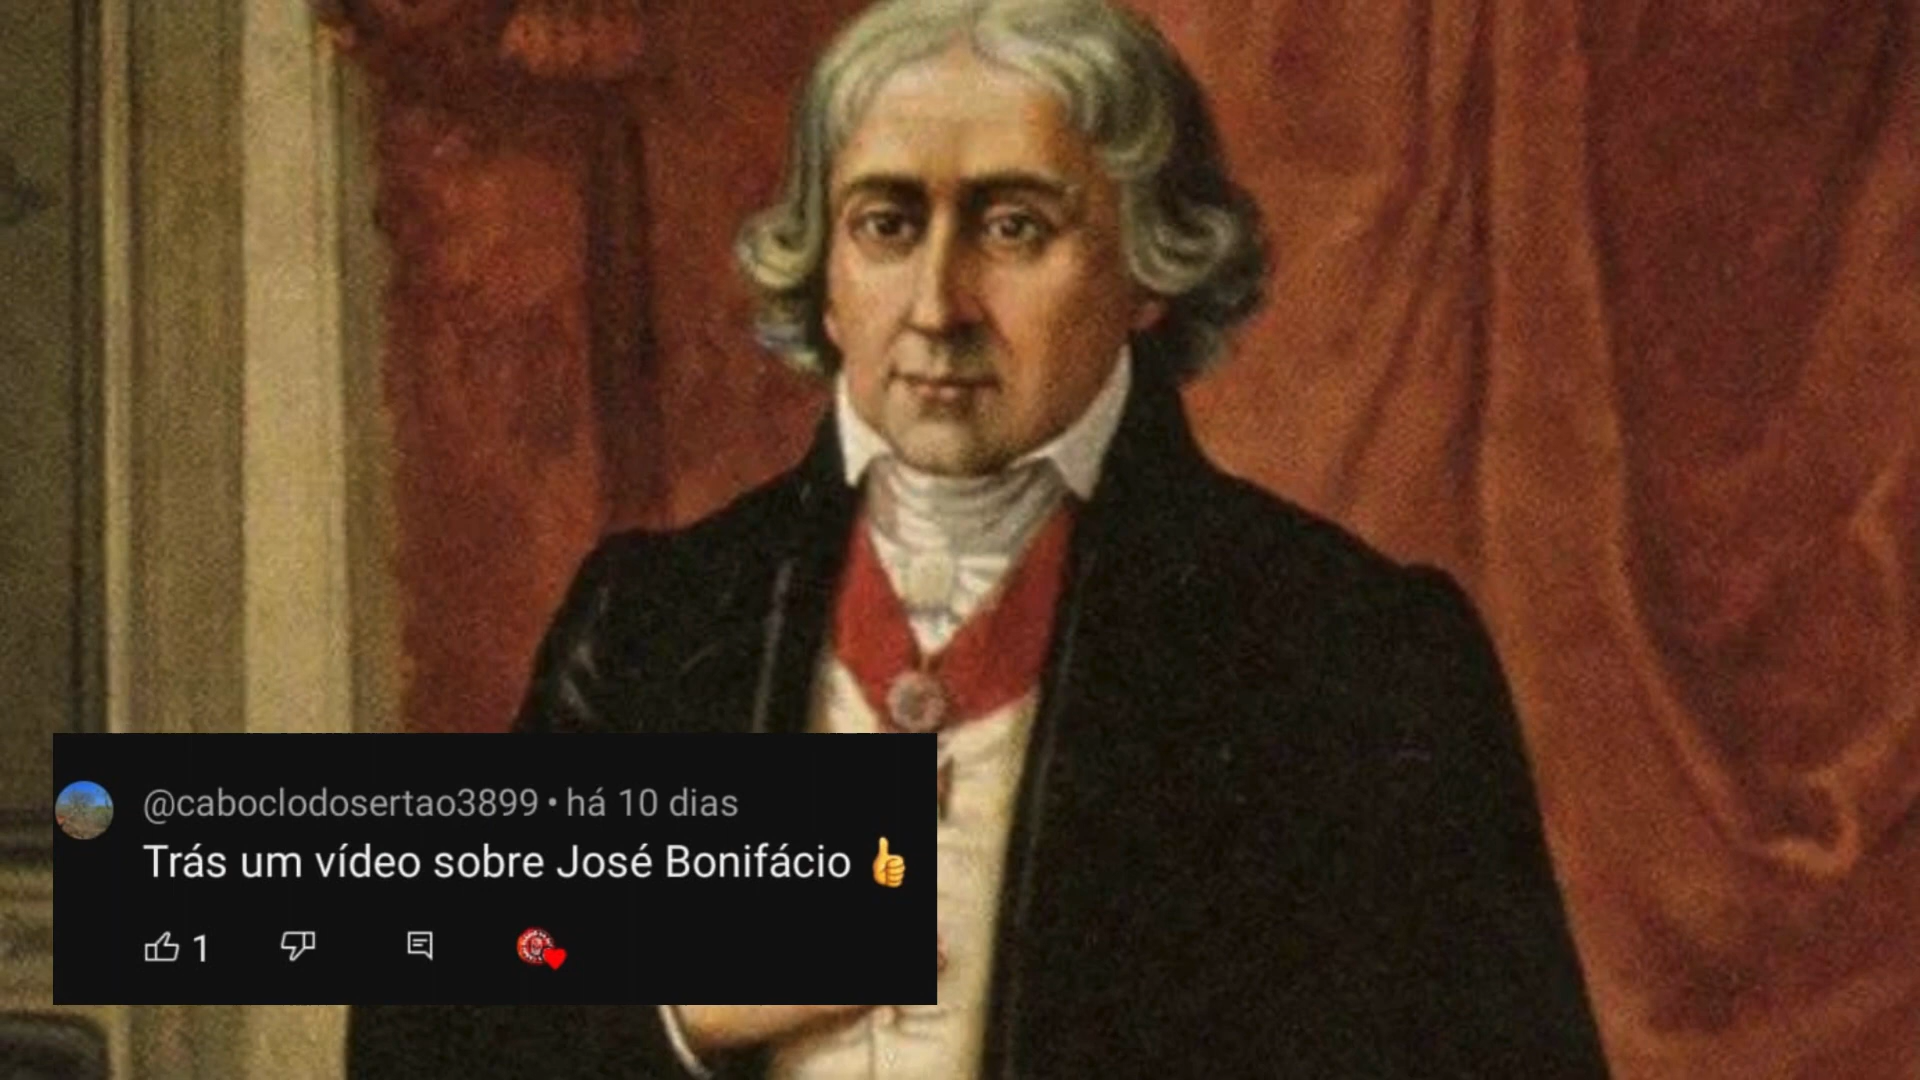 @caboclodosertao3899 • há 10 dias
Trás um vídeo sobre José Bonifácio 👍
1